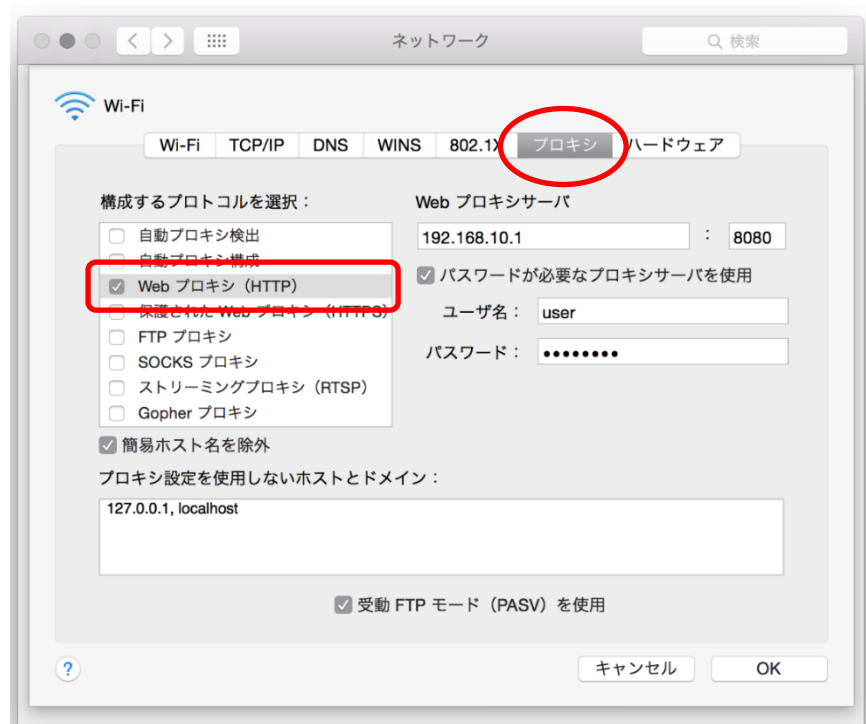 ネットワーク
検索
Wi-Fi
Wi-Fi TCP/IP DNS WINS 802.1X プロキシ ハードウェア
構成するプロトコルを選択：
自動プロキシ検出
自動プロキシ構成
Web プロキシ（HTTP）
保護された Web プロキシ（HTTPS）
FTP プロキシ
SOCKS プロキシ
ストリーミングプロキシ（RTSP）
Gopher プロキシ
簡易ホスト名を除外
Web プロキシサーバ
192.168.10.1 : 8080
パスワードが必要なプロキシサーバを使用
ユーザ名： user
パスワード： ••••••••
プロキシ設定を使用しないホストとドメイン：
127.0.0.1, localhost
受動 FTP モード（PASV）を使用
?
キャンセル OK